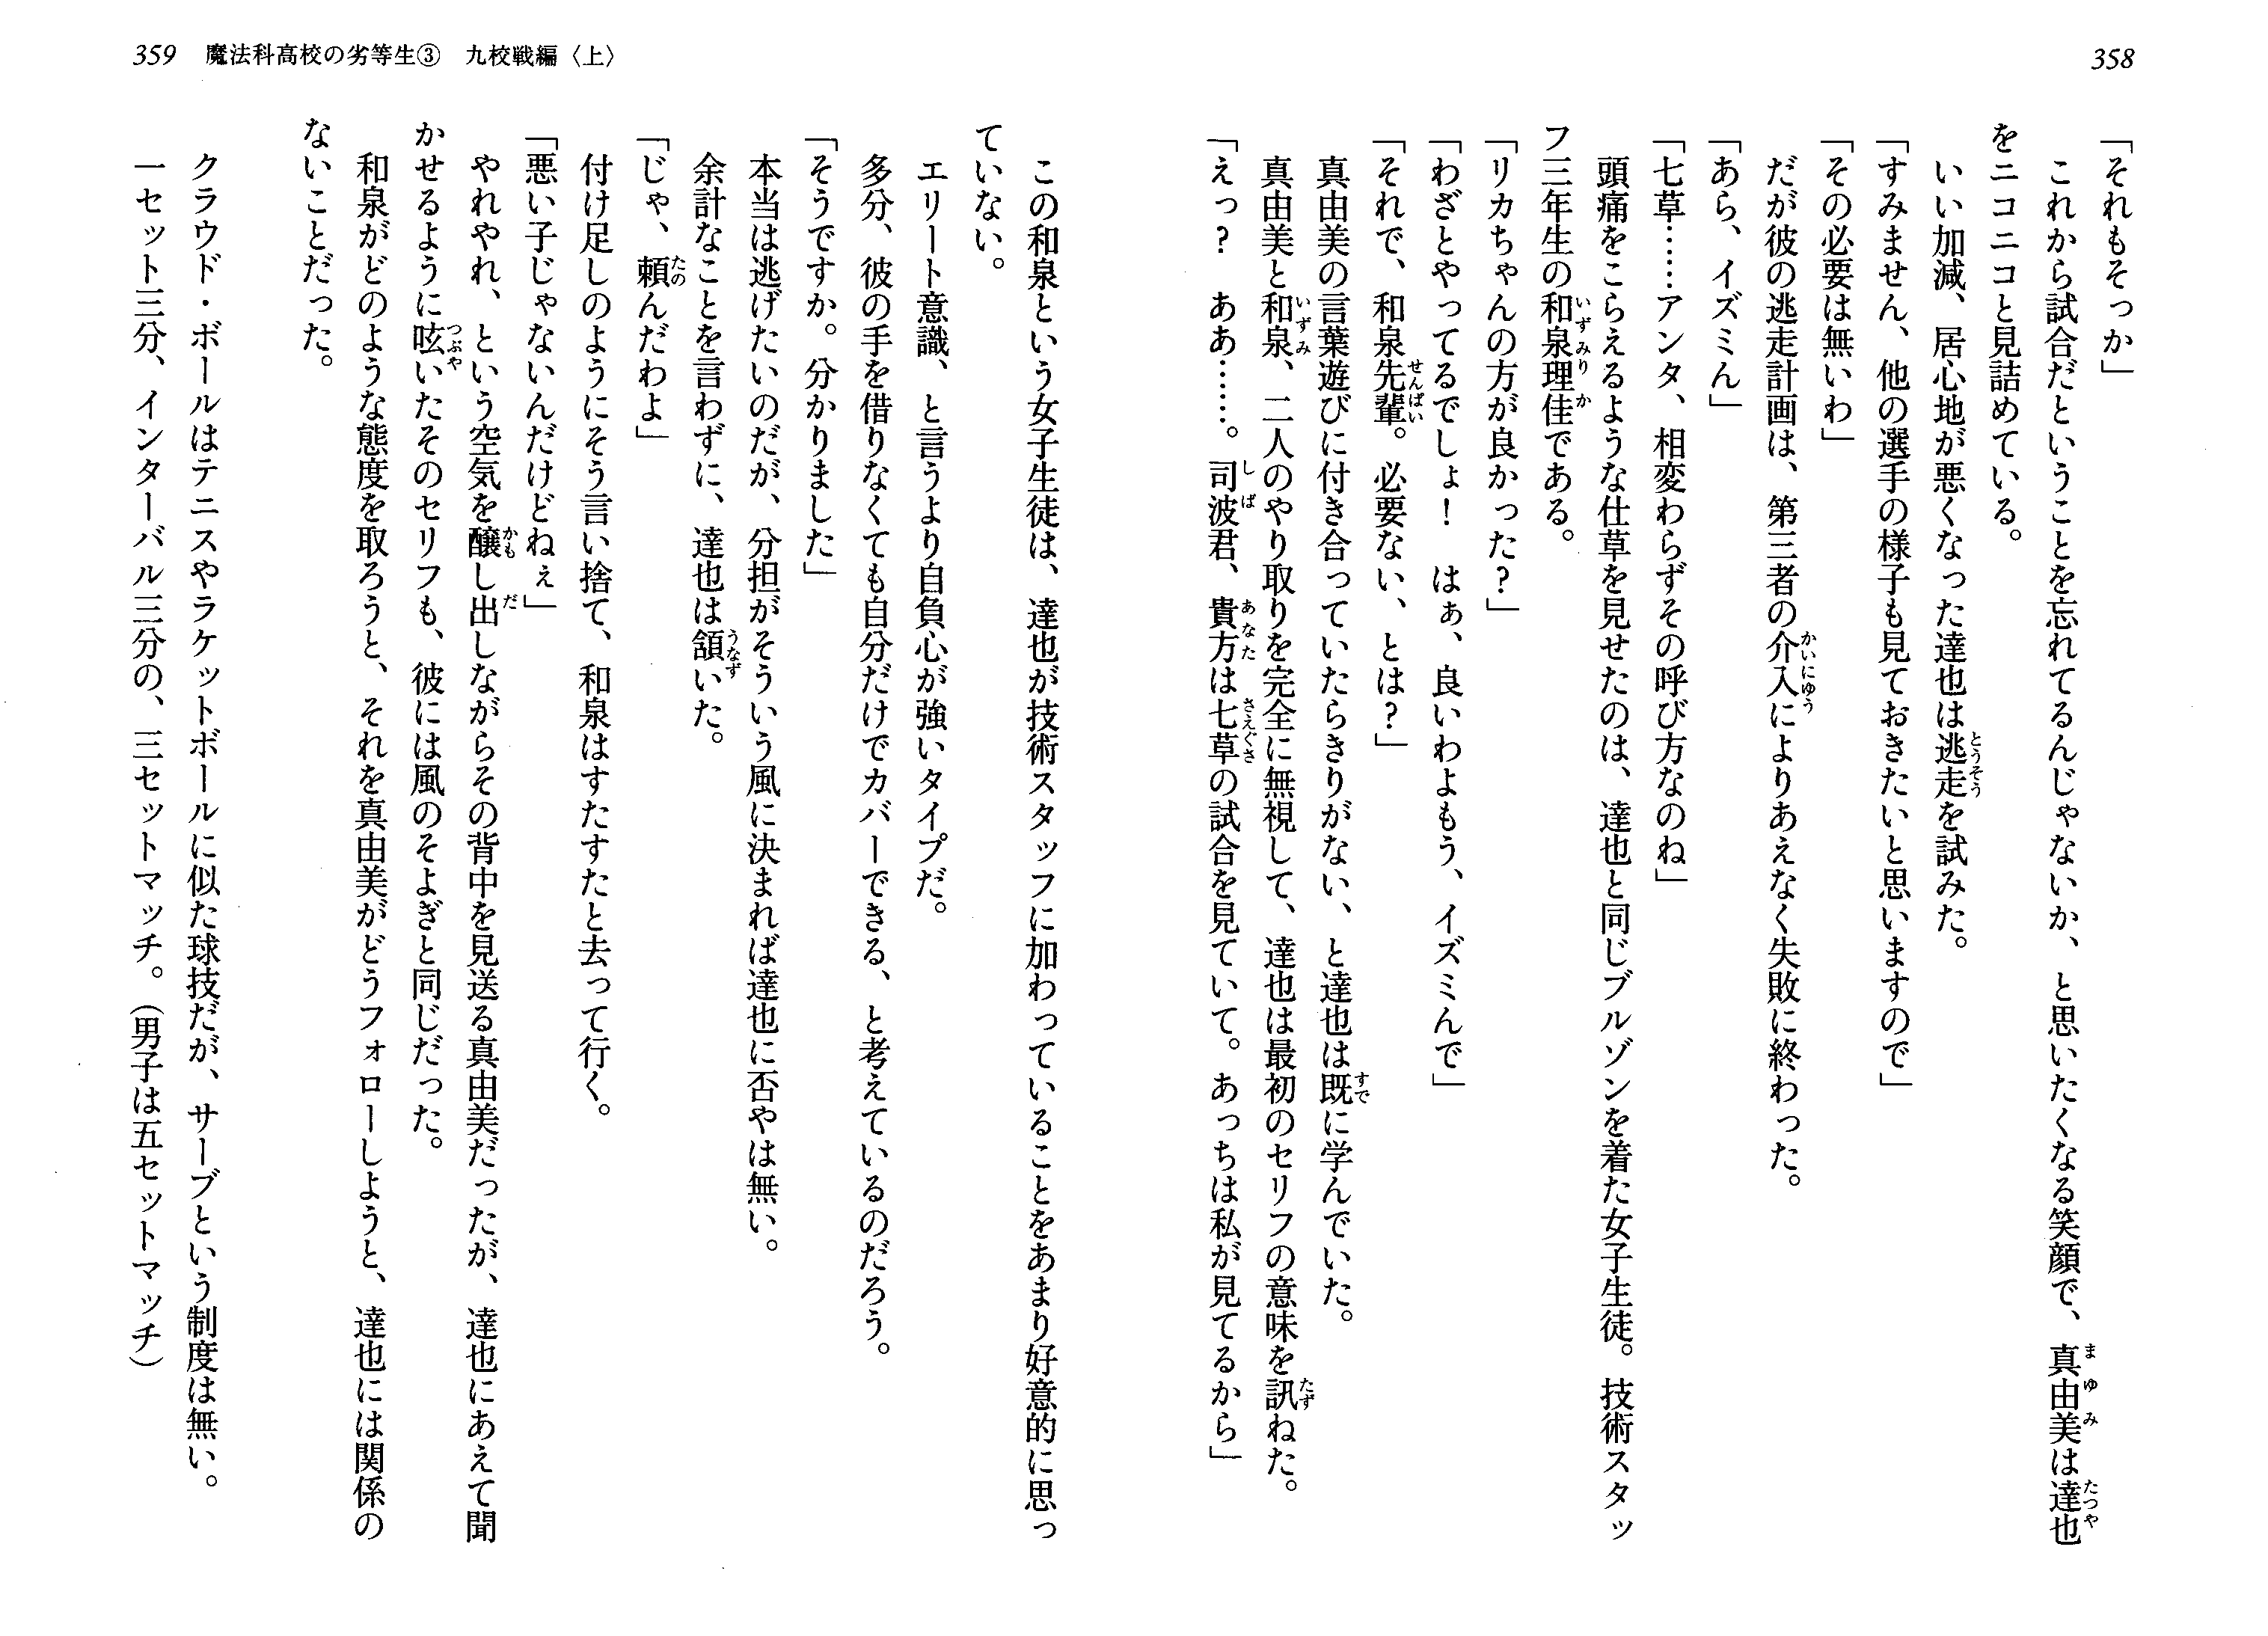 358
「それもそっか」
これから試合だということを忘れてるんじゃないか、と思いたくなる笑顔で、真由美は達也
をニコニコと見詰めている。
いい加減、居心地が悪くなった達也は逃走を試みた。
「すみません、他の選手の様子も見ておきたいと思いますので」
「その必要は無いわ」
だが彼の逃走計画は、第三者の介入によりあえなく失敗に終わった。
「あら、イズミん」
「七草……アンタ、相変わらずその呼び方なのね」
頭痛をこらえるような仕草を見せたのは、達也と同じブルゾンを着た女子生徒。技術スタッ
フ三年生の和泉理佳である。
「リカちゃんの方が良かった?」
「わざとやってるでしょ! はぁ、良いわよもう、イズミんで」
「それで、和泉先輩。必要ない、とは?」
真由美の言葉遊びに付き合っていたらきりがない、と達也は既に学んでいた。
真由美と和泉、二人のやり取りを完全に無視して、達也は最初のセリフの意味を訊ねた。
「えっ? ああ……。司波君、貴方は七草の試合を見ていて。あっちは私が見てるから」
359 魔法科高校の劣等生③ 九校戦編〈上〉
この和泉という女子生徒は、達也が技術スタッフに加わっていることをあまり好意的に思っ
ていない。
エリート意識、と言うより自負心が強いタイプだ。
多分、彼の手を借りなくても自分だけでカバーできる、と考えているのだろう。
「そうですか。分かりました」
本当は逃げたいのだが、分担がそういう風に決まれば達也に否やは無い。
余計なことを言わずに、達也は頷いた。
「じゃ、頼んだわよ」
付け足しのようにそう言い捨て、和泉はすたすたと去って行く。
「悪い子じゃないんだけどねぇ」
やれやれ、という空気を醸し出しながらその背中を見送る真由美だったが、達也にあえて聞
かせるように呟いたそのセリフも、彼には風のそよぎと同じだった。
和泉がどのような態度を取ろうと、それを真由美がどうフォローしようと、達也には関係の
ないことだった。
クラウド・ボールはテニスやラケットボールに似た球技だが、サーブという制度は無い。
一セット三分、インターバル三分の、三セットマッチ。(男子は五セットマッチ)